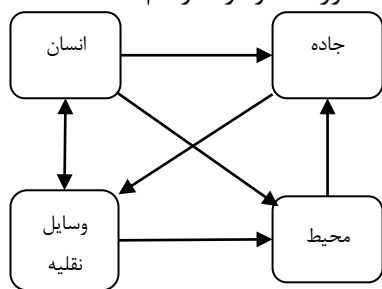 جاده
انسان
محیط
وسایل
نقلیه